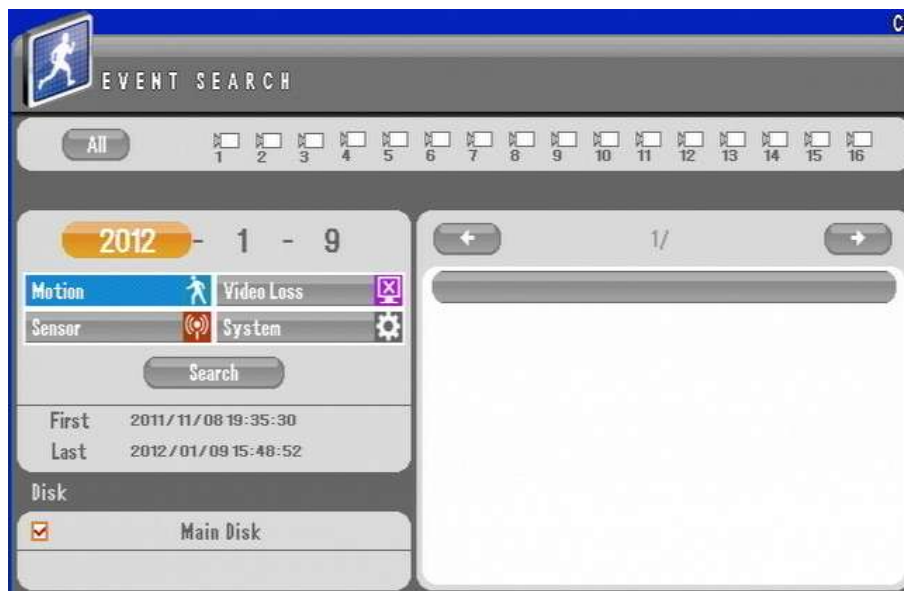 C
EVENT SEARCH
All 1 2 3 4 5 6 7 8 9 10 11 12 13 14 15 16
2012 - 1 - 9
Motion Video Loss
Sensor System
Search
First 2011/11/08 19:35:30
Last 2012/01/09 15:48:52
Disk
Main Disk
1/